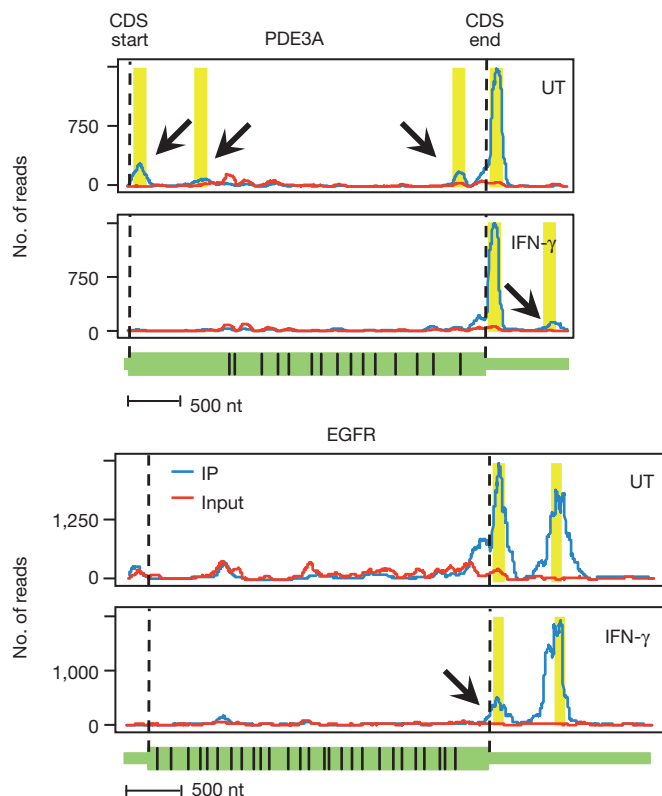 CDS start
PDE3A
CDS end
UT
750
0
No. of reads
IFN-γ
750
0
500 nt
EGFR
IP
Input
UT
1,250
0
No. of reads
IFN-γ
1,000
0
500 nt